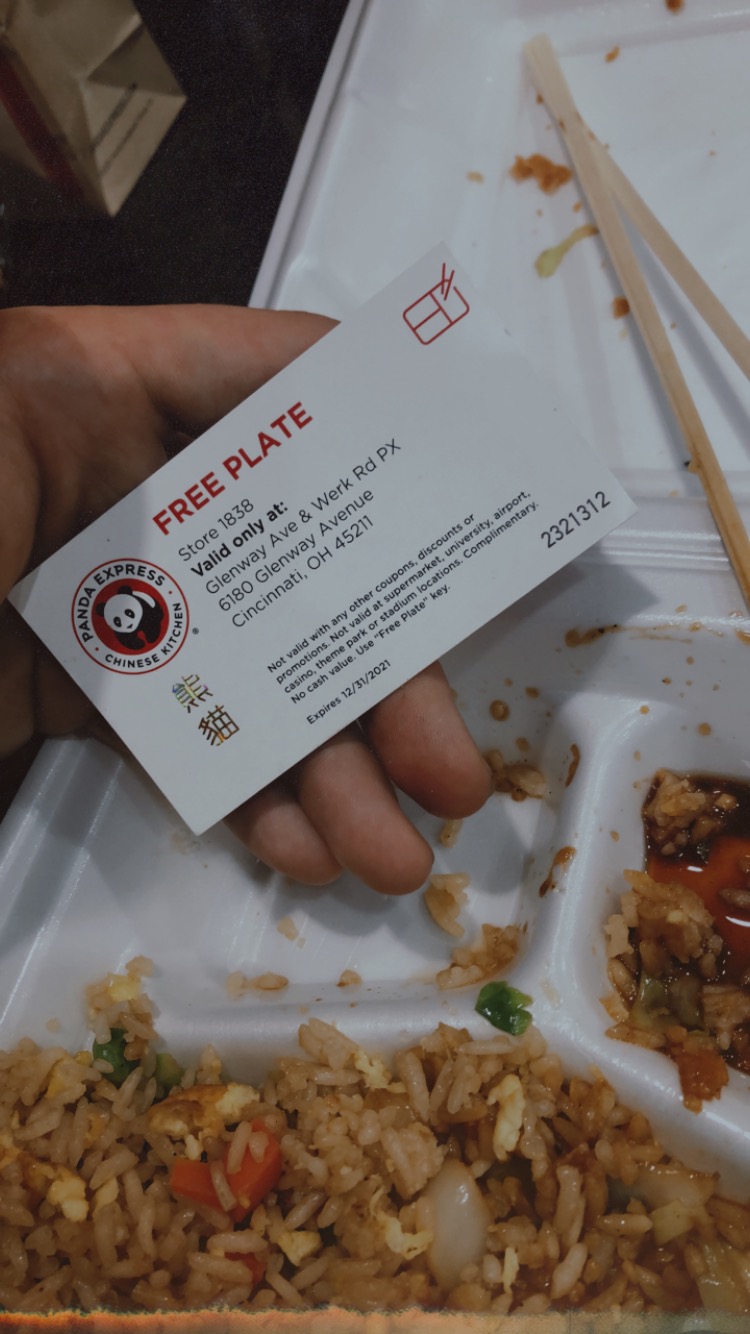 FREE PLATE
Store 1838
Valid only at:
Glenway Ave & Werk Rd PX
6180 Glenway Avenue
Cincinnati, OH 45211
PANDA EXPRESS
CHINESE KITCHEN
®
熊
貓
Not valid with any other coupons, discounts or
promotions. Not valid at supermarket, university, airport,
casino, theme park or stadium locations. Complimentary.
No cash value. Use "Free Plate" key.
Expires 12/31/2021
2321312